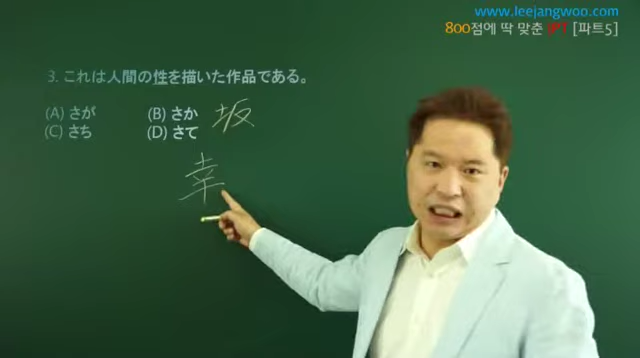 www.leejangwoo.com
800점에 딱 맞춘 JPT [파트5]
3. これは人間の性を描いた作品である。
(A) さが (B) さか 坂
(C) さち (D) さて
幸